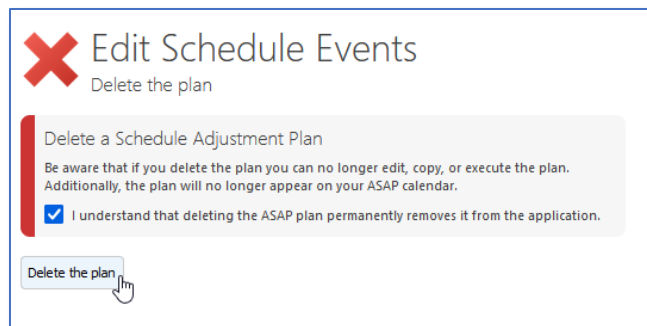 Edit Schedule Events
Delete the plan
Delete a Schedule Adjustment Plan
Be aware that if you delete the plan you can no longer edit, copy, or execute the plan.
Additionally, the plan will no longer appear on your ASAP calendar.
I understand that deleting the ASAP plan permanently removes it from the application.
Delete the plan